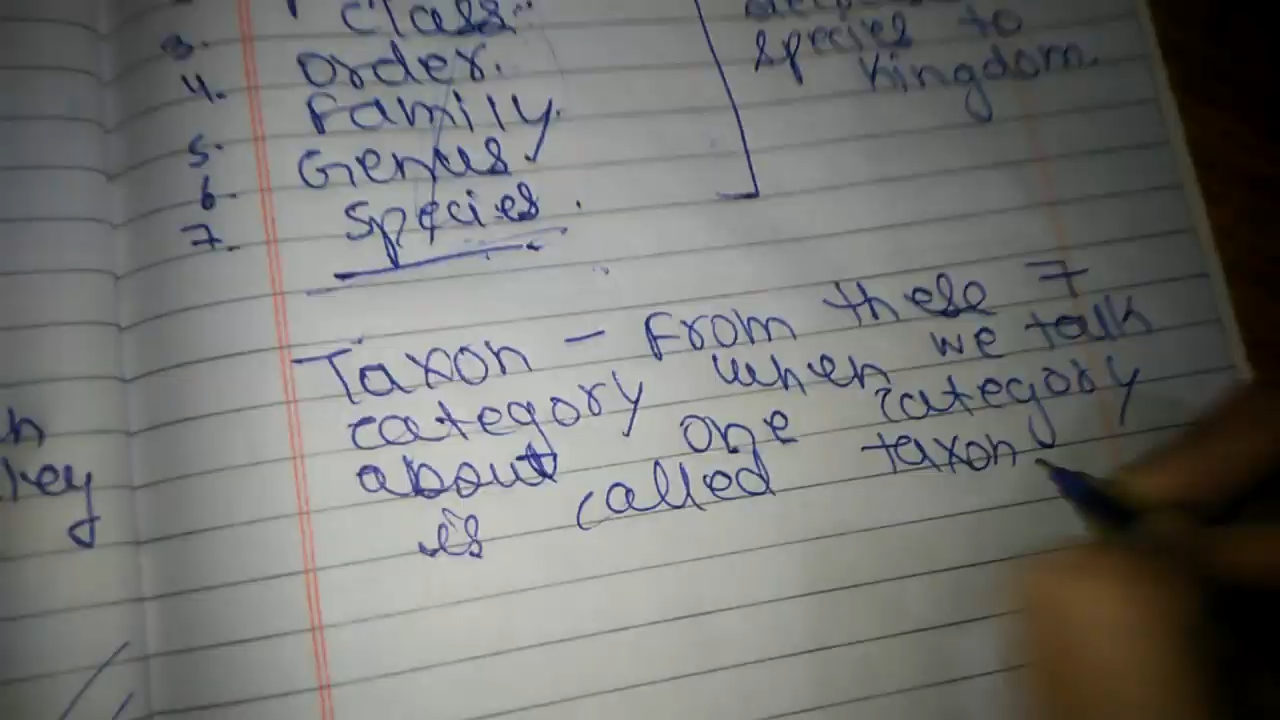 3. Class
4. Order.
5. Family.
6. Genus.
7. Species.
species to
kingdom.
Taxon - From these 7
category when we talk
about one category
is called taxon
h
key